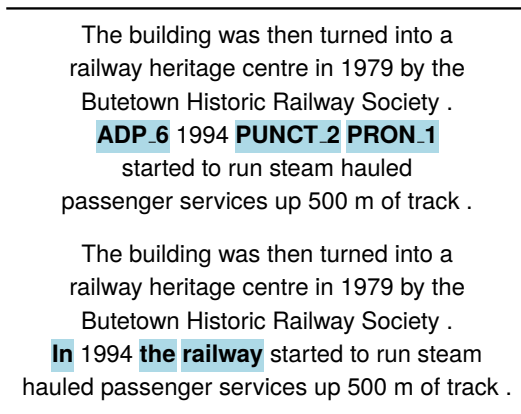 The building was then turned into a
railway heritage centre in 1979 by the
Butetown Historic Railway Society .
ADP_6 1994 PUNCT_2 PRON_1
started to run steam hauled
passenger services up 500 m of track .
The building was then turned into a
railway heritage centre in 1979 by the
Butetown Historic Railway Society .
In 1994 the railway started to run steam
hauled passenger services up 500 m of track .